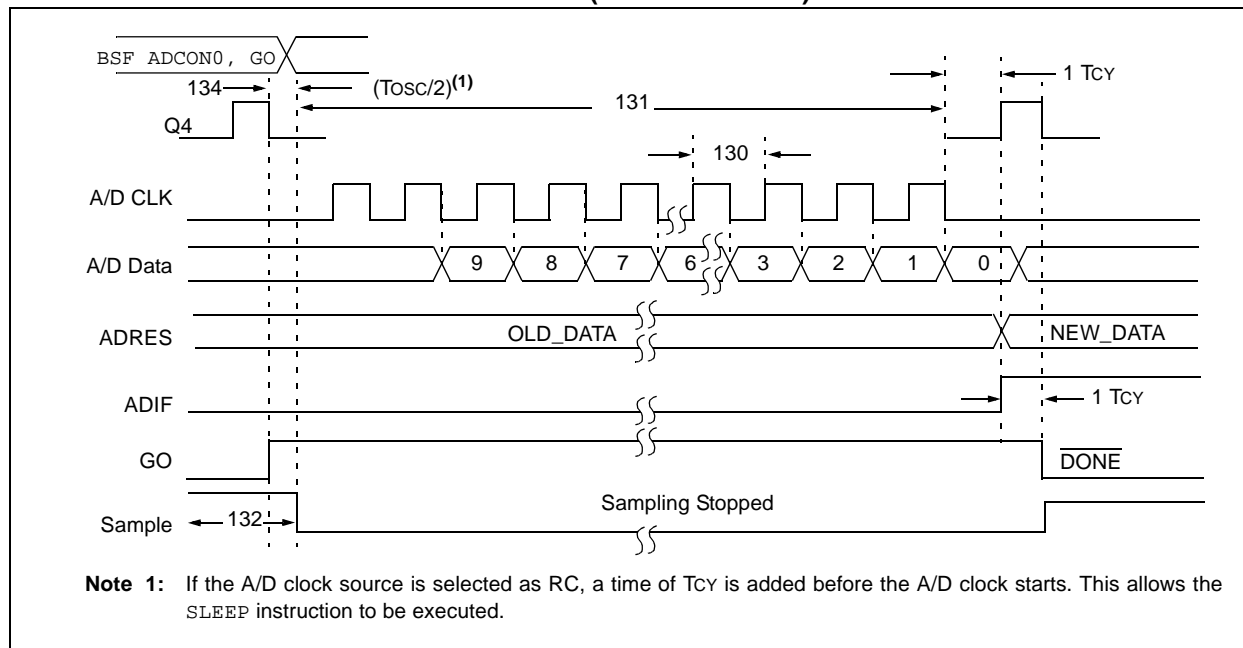 BSF ADCON0, GO
134
(TOSC/2)(1)
131
1 TCY
Q4
130
A/D CLK
A/D Data
9 8 7 6 3 2 1 0
ADRES
OLD_DATA
NEW_DATA
ADIF
1 TCY
GO
DONE
Sampling Stopped
Sample
132
Note 1: If the A/D clock source is selected as RC, a time of TCY is added before the A/D clock starts. This allows the
SLEEP instruction to be executed.